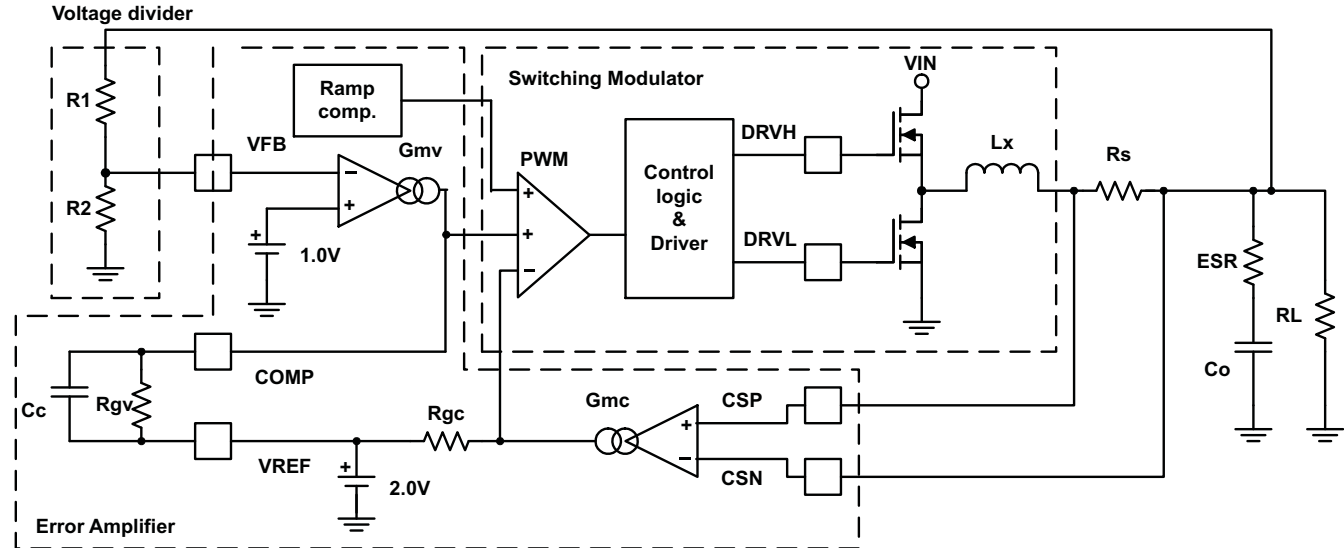 Voltage divider
R1
R2
VFB
Ramp
comp.
Gmv
+
−
+
1.0V
Switching Modulator
PWM
+
+
−
Control
logic
&
Driver
DRVH
DRVL
VIN
Lx
Rs
ESR
Co
RL
COMP
Cc
Rgv
VREF
+
2.0V
Rgc
Gmc
+
−
CSP
CSN
Error Amplifier